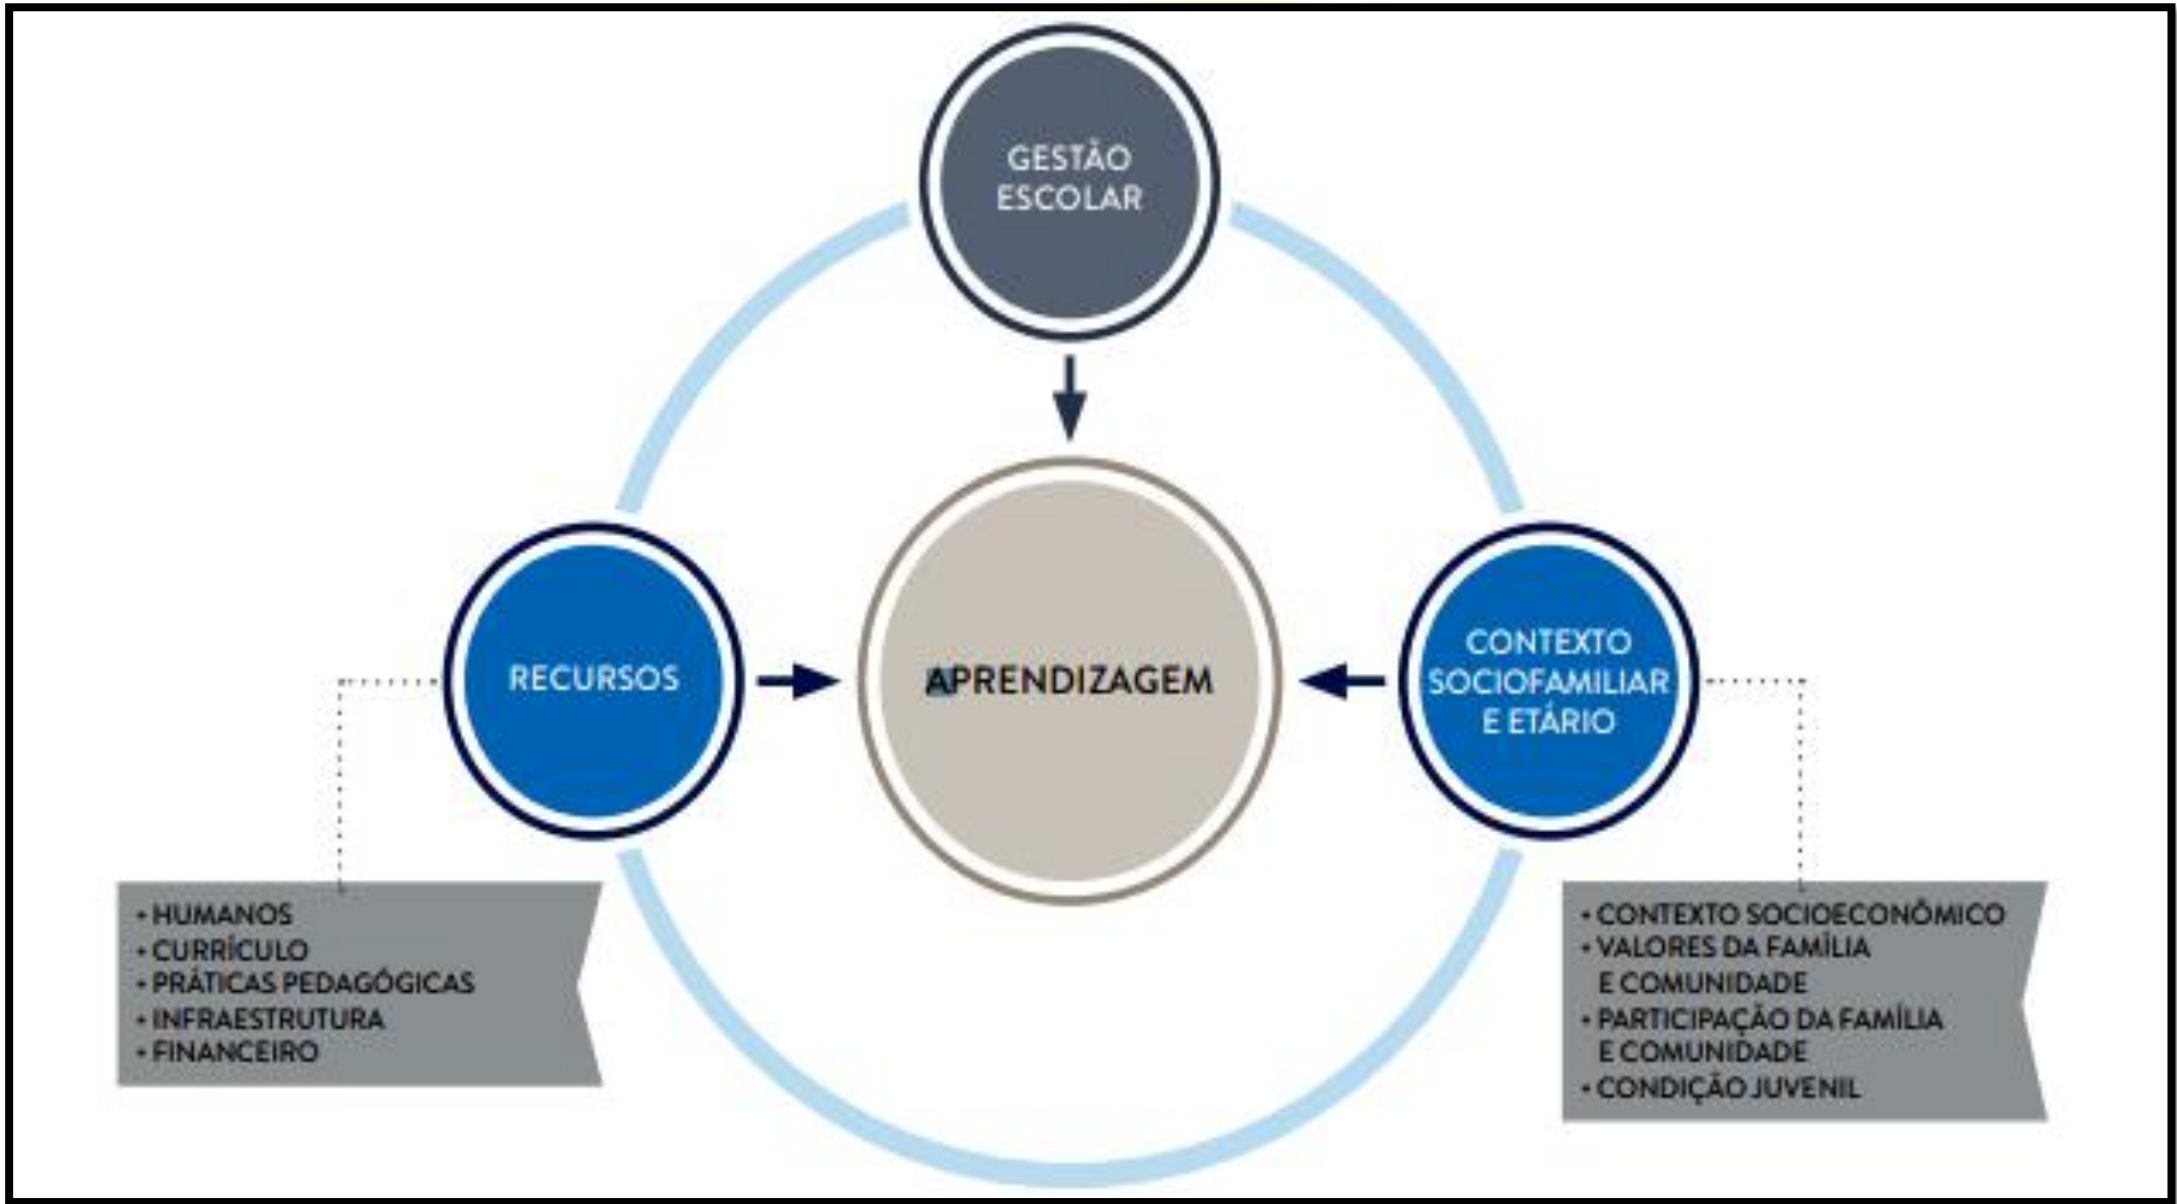 GESTÃO
ESCOLAR
RECURSOS
APRENDIZAGEM
CONTEXTO
SOCIOFAMILIAR
E ETÁRIO
• HUMANOS
• CURRÍCULO
• PRÁTICAS PEDAGÓGICAS
• INFRAESTRUTURA
• FINANCEIRO
• CONTEXTO SOCIOECONÔMICO
• VALORES DA FAMÍLIA
E COMUNIDADE
• PARTICIPAÇÃO DA FAMÍLIA
E COMUNIDADE
• CONDIÇÃO JUVENIL